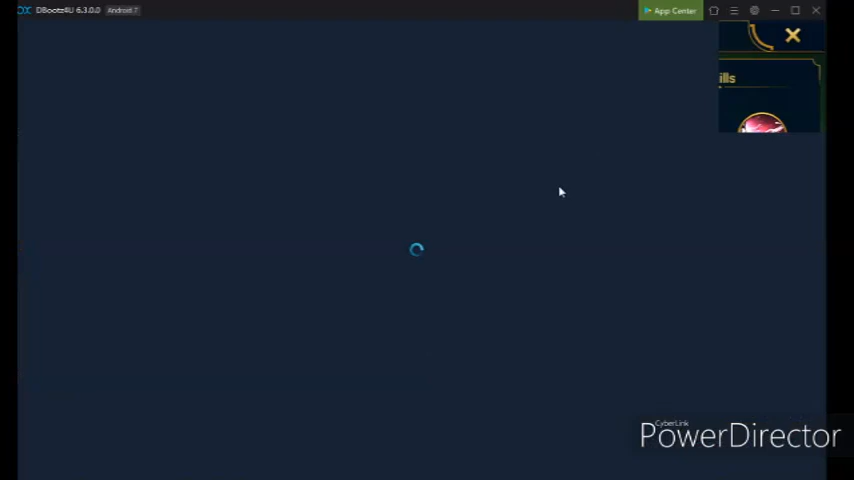 DBootz4U 6.3.0.0 Android 7
App Center
ills
CyberLink
PowerDirector